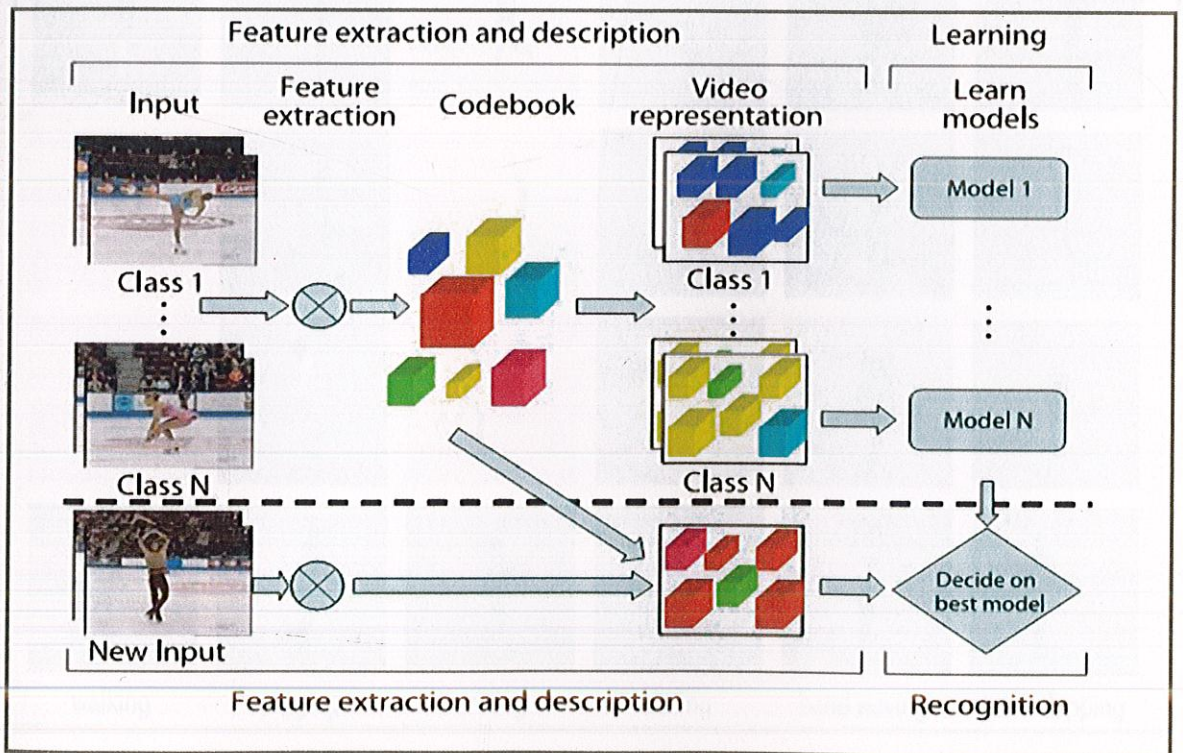 Feature extraction and description
Learning
Input
Feature
extraction
Codebook
Video
representation
Learn
models
Class 1
Class 1
Model 1
Class N
Class N
Model N
New Input
Decide on
best model
Feature extraction and description
Recognition